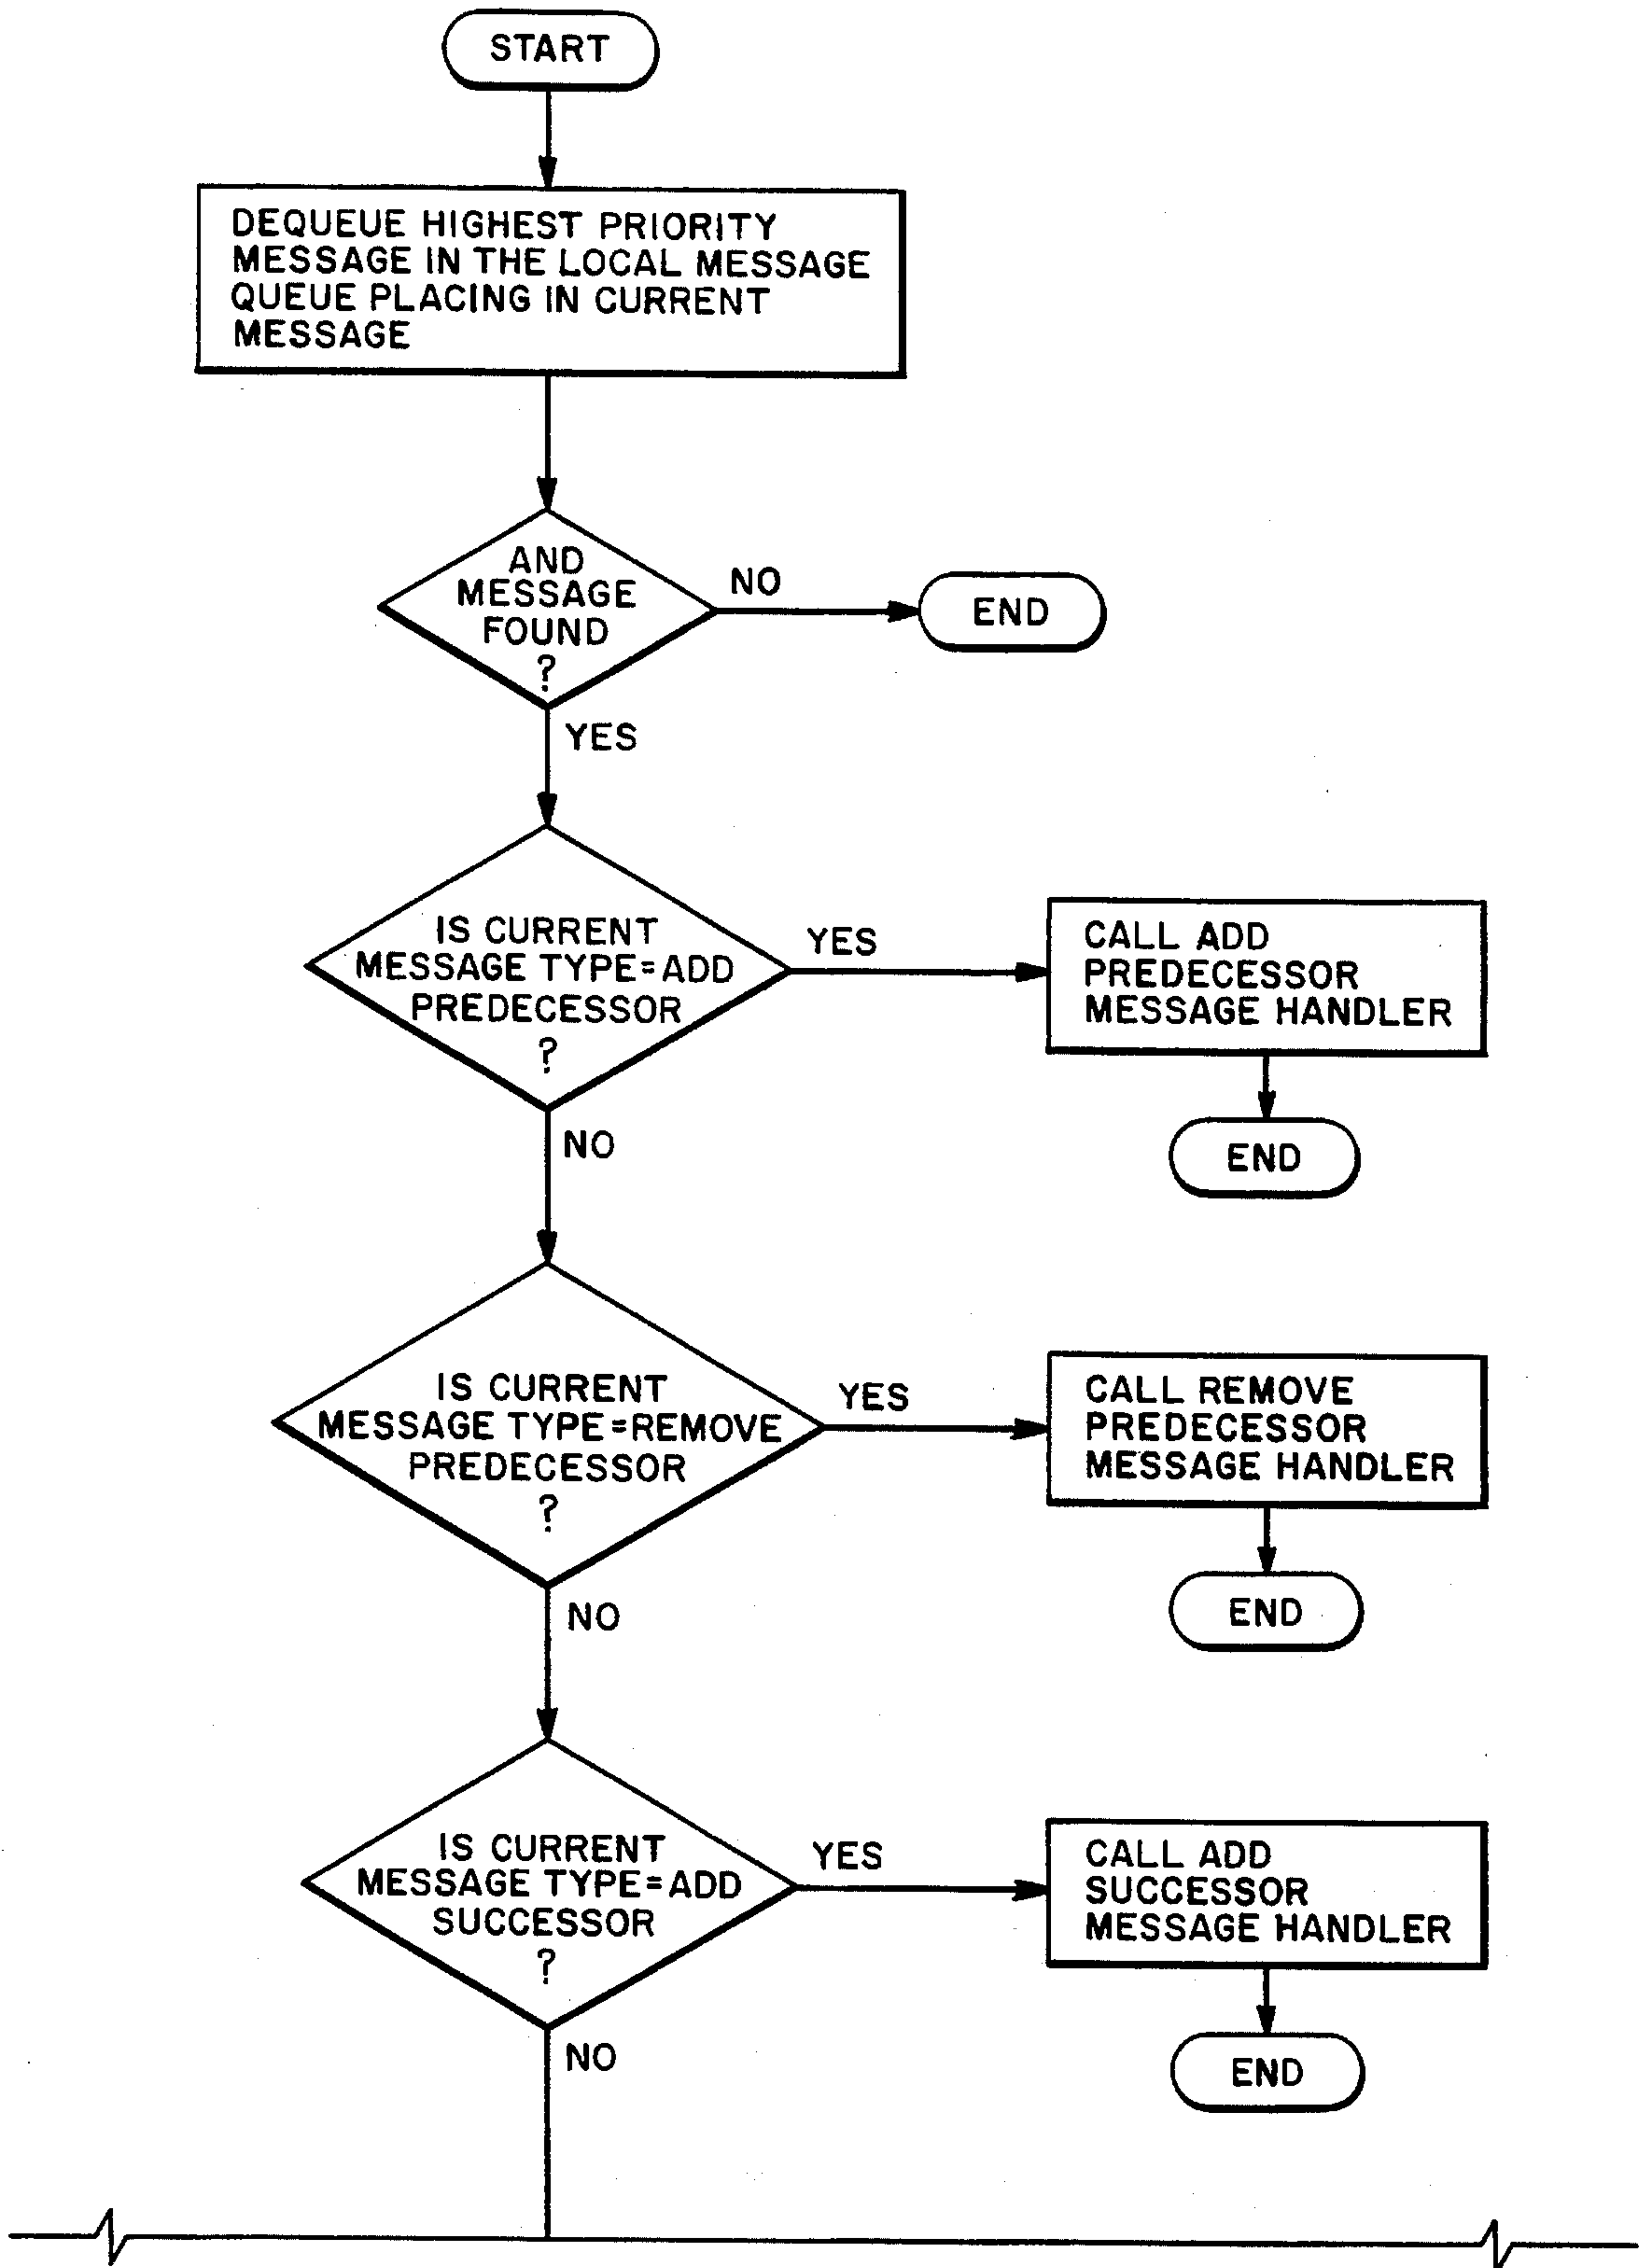 START
DEQUEUE HIGHEST PRIORITY
MESSAGE IN THE LOCAL MESSAGE
QUEUE PLACING IN CURRENT
MESSAGE
AND
MESSAGE
FOUND
?
NO
END
YES
IS CURRENT
MESSAGE TYPE=ADD
PREDECESSOR
?
YES
CALL ADD
PREDECESSOR
MESSAGE HANDLER
END
NO
IS CURRENT
MESSAGE TYPE=REMOVE
PREDECESSOR
?
YES
CALL REMOVE
PREDECESSOR
MESSAGE HANDLER
END
NO
IS CURRENT
MESSAGE TYPE=ADD
SUCCESSOR
?
YES
CALL ADD
SUCCESSOR
MESSAGE HANDLER
END
NO